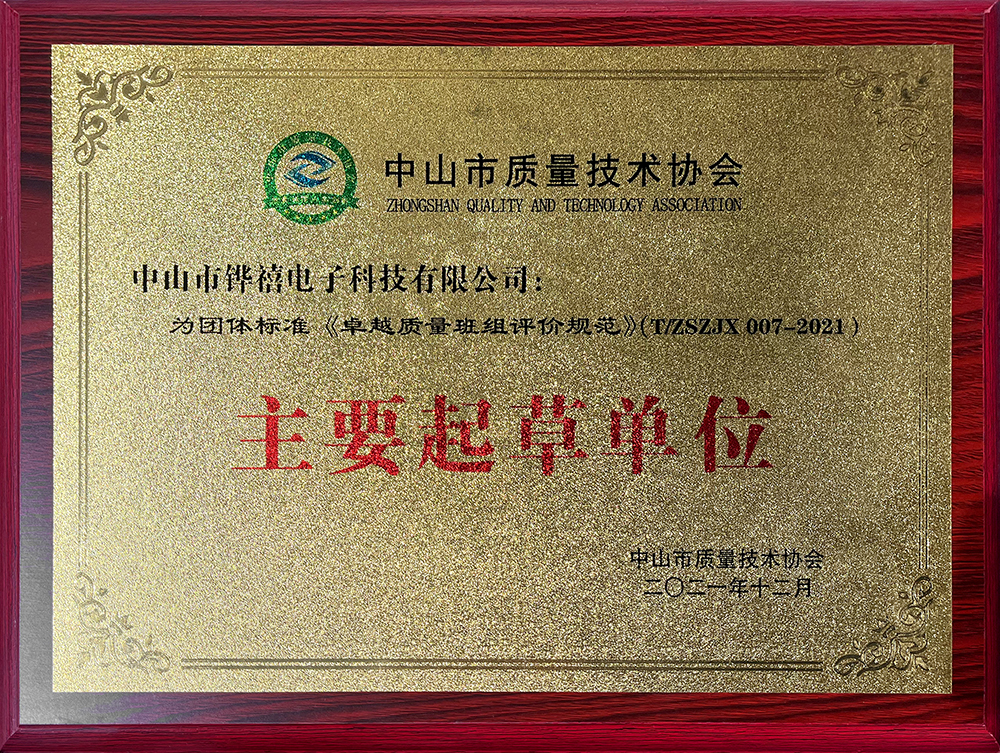 中山市质量技术协会
ZHONGSHAN QUALITY AND TECHNOLOGY ASSOCIATION
中山市铧禧电子科技有限公司：
为团体标准《卓越质量班组评价规范》（T/ZSZJX 007-2021）
主要起草单位
中山市质量技术协会
二〇二一年十二月